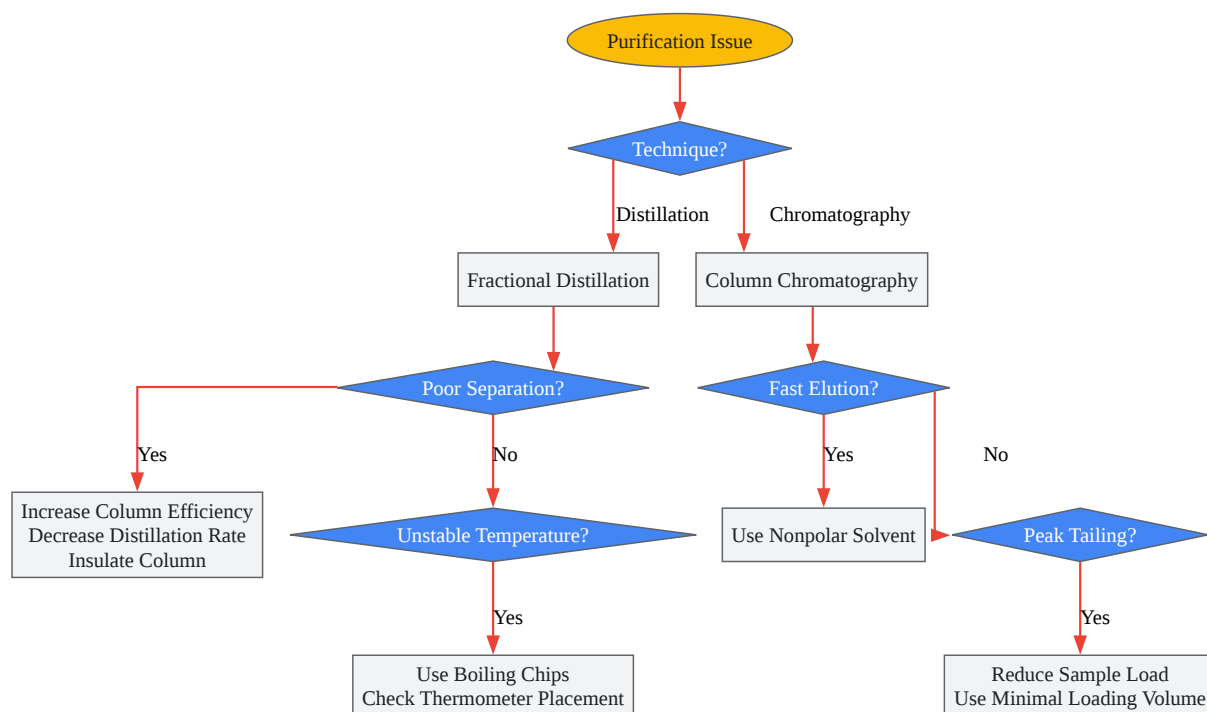 Purification Issue
Technique?
Distillation
Chromatography
Fractional Distillation
Column Chromatography
Poor Separation?
Fast Elution?
Yes
No
Yes
No
Increase Column Efficiency
Decrease Distillation Rate
Insulate Column
Unstable Temperature?
Use Nonpolar Solvent
Peak Tailing?
Yes
Yes
Use Boiling Chips
Check Thermometer Placement
Reduce Sample Load
Use Minimal Loading Volume